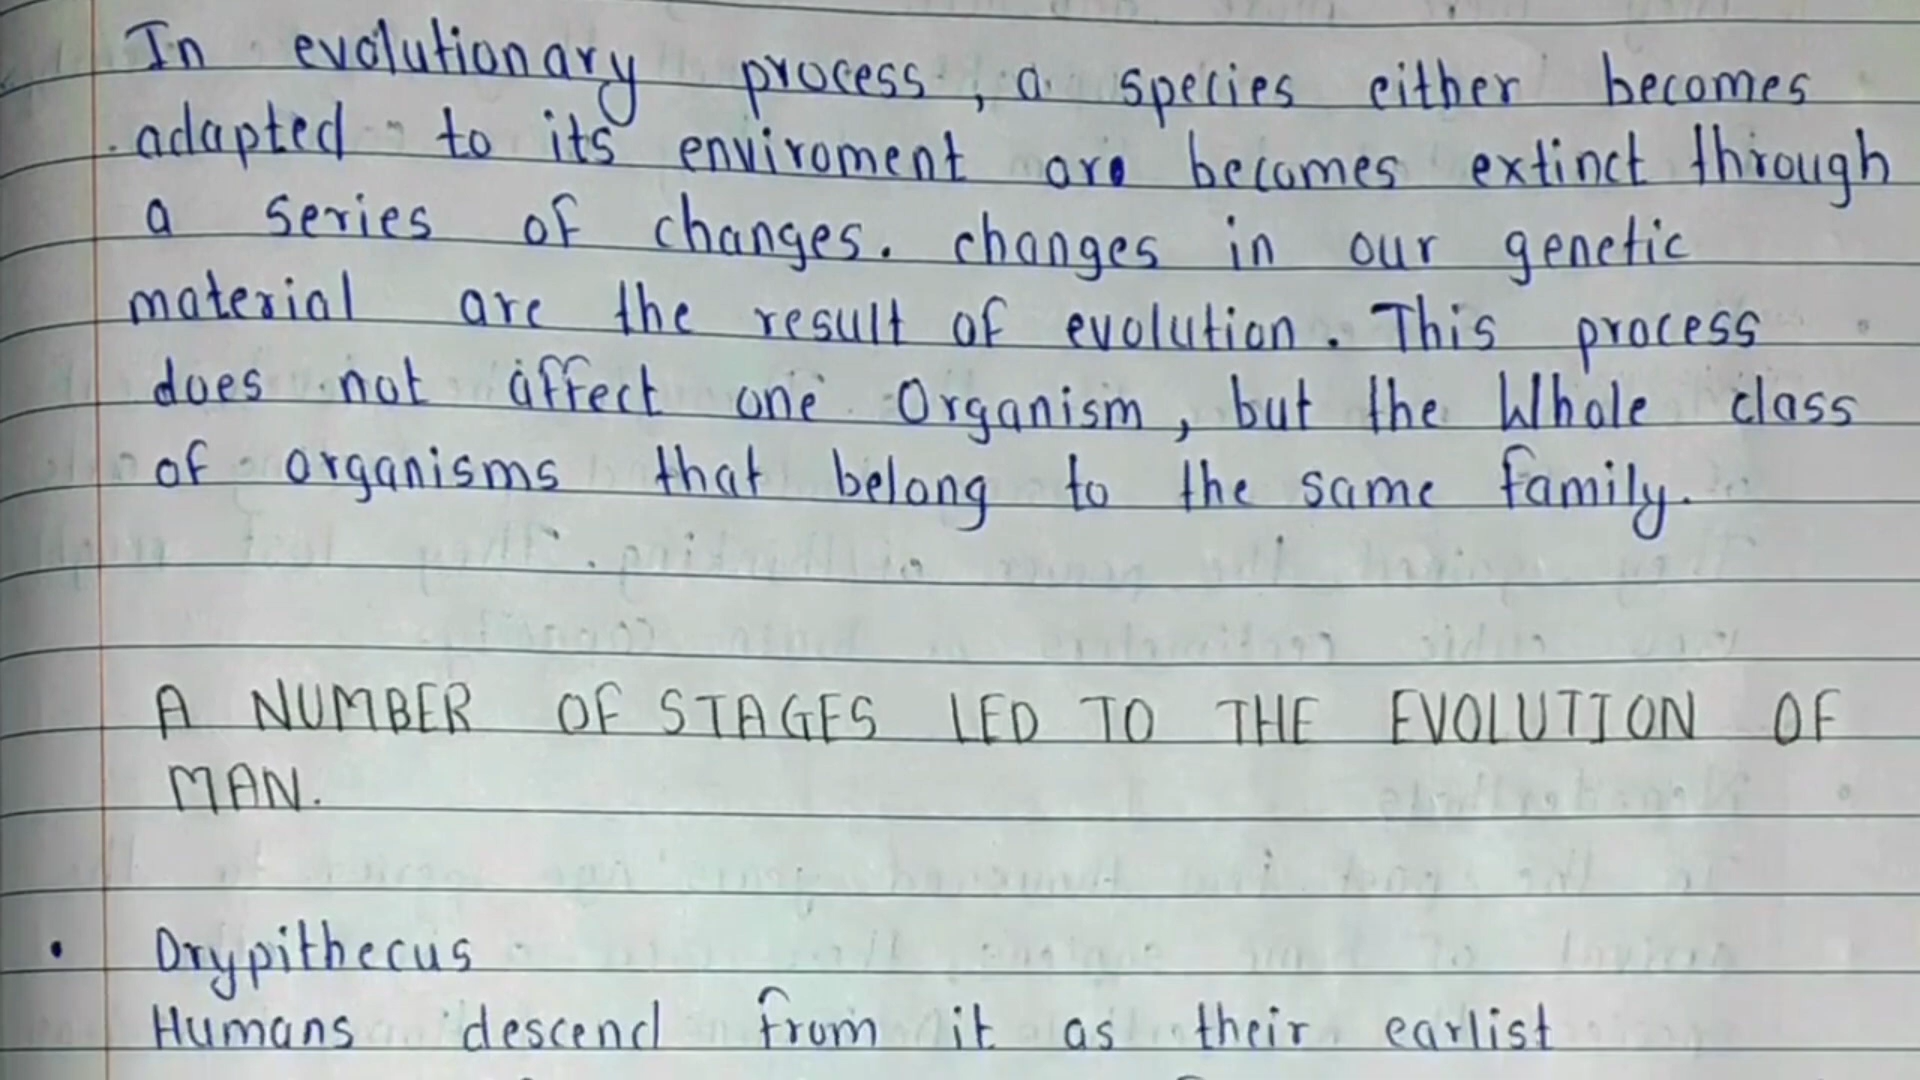 In evolutionary process, a species either becomes
adapted to its enviroment or becomes extinct through
a series of changes. changes in our genetic
material are the result of evolution. This process
does not affect one Organism, but the Whole class
of organisms that belong to the same family.
A NUMBER OF STAGES LED TO THE EVOLUTION OF
MAN.
• Drypithecus
Humans descend from it as their earlist